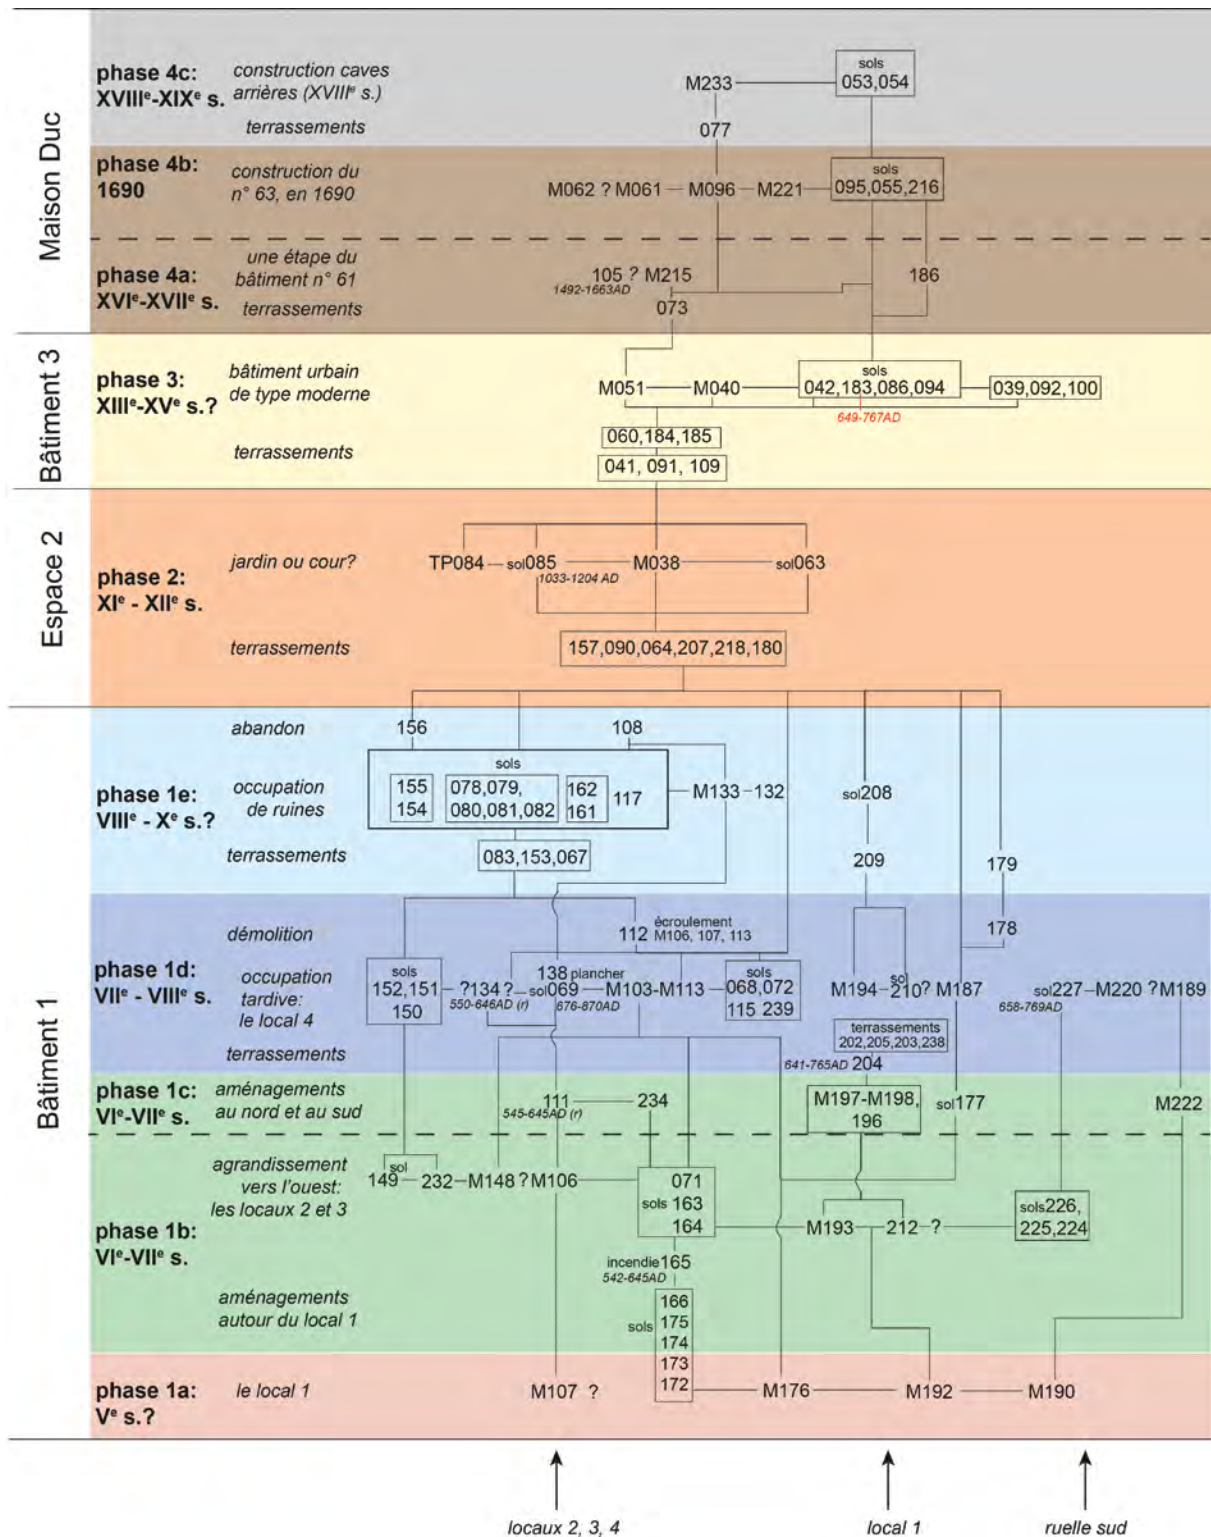 Maison Duc
phase 4c:
XVIIIe-XIXe s.
construction caves
arrières (XVIIIe s.)
terrassements
M233
sols
053,054
077
phase 4b:
1690
construction du
n° 63, en 1690
M062 ? M061 M096 M221
sols
095,055,216
phase 4a:
XVIe-XVIIe s.
une étape du
bâtiment n° 61
terrassements
105 ? M215
1492-1663AD
073
186
Bâtiment 3
phase 3:
XIIIe-XVe s.?
bâtiment urbain
de type moderne
terrassements
M051 M040
sols
042,183,086,094
039,092,100
649-767AD
060,184,185
041, 091, 109
Espace 2
phase 2:
XIe - XIIe s.
jardin ou cour?
terrassements
TP084 sol085 M038 sol063
1033-1204 AD
157,090,064,207,218,180
Bâtiment 1
phase 1e:
VIIIe - Xe s.?
abandon
occupation
de ruines
terrassements
156
108
sols
155
154
078,079,
080,081,082
162
161
117
M133 132
sol208
083,153,067
209
179
phase 1d:
VIIe - VIIIe s.
démolition
occupation
tardive:
le local 4
terrassements
112
écroulement
M106, 107, 113
178
sols
152,151
150
?134 ?
550-646AD (r)
138 plancher
sol069
676-870AD
M103-M113
sols
068,072
115 239
M194
sol
210? M187
sol227 M220 ?M189
658-769AD
terrassements
202,205,203,238
641-765AD 204
phase 1c:
VIe-VIIe s.
aménagements
au nord et au sud
111
545-645AD (r)
234
M197-M198,
196
sol177
M222
phase 1b:
VIe-VIIe s.
agrandissement
vers l'ouest:
les locaux 2 et 3
sol
149 232 M148 ?M106
071
sols 163
164
M193 212 ?
sols226,
225,224
incendie165
542-645AD
aménagements
autour du local 1
sols
166
175
174
173
172
phase 1a:
Ve s.?
le local 1
M107 ?
M176 M192 M190
locaux 2, 3, 4
local 1
ruelle sud